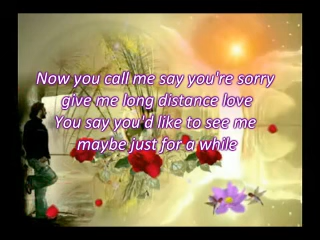 Now you call me say you're sorry
give me long distance love
You say you'd like to see me
maybe just for a while